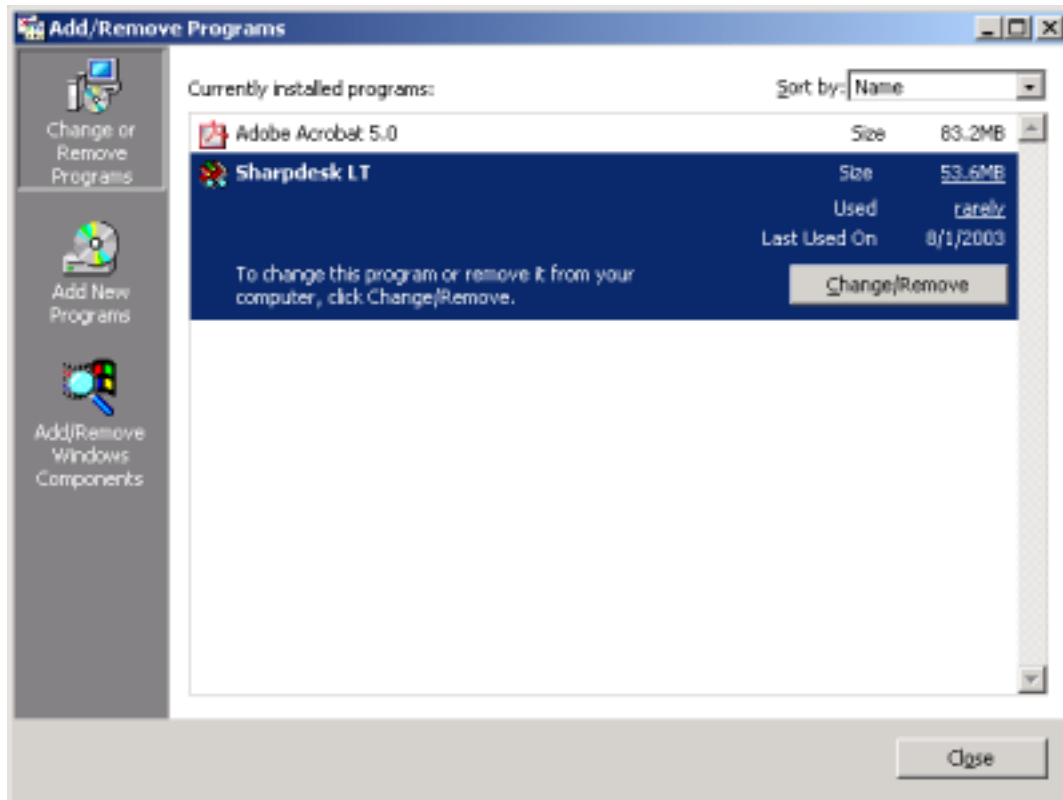 Add/Remove Programs
Change or
Remove
Programs
Add New
Programs
Add/Remove
Windows
Components
Currently installed programs:
Sort by: Name
Adobe Acrobat 5.0 Size 83.2MB
Sharpdesk LT Size 53.6MB
Used rarely
Last Used On 8/1/2003
To change this program or remove it from your
computer, click Change/Remove.
Change/Remove
Close